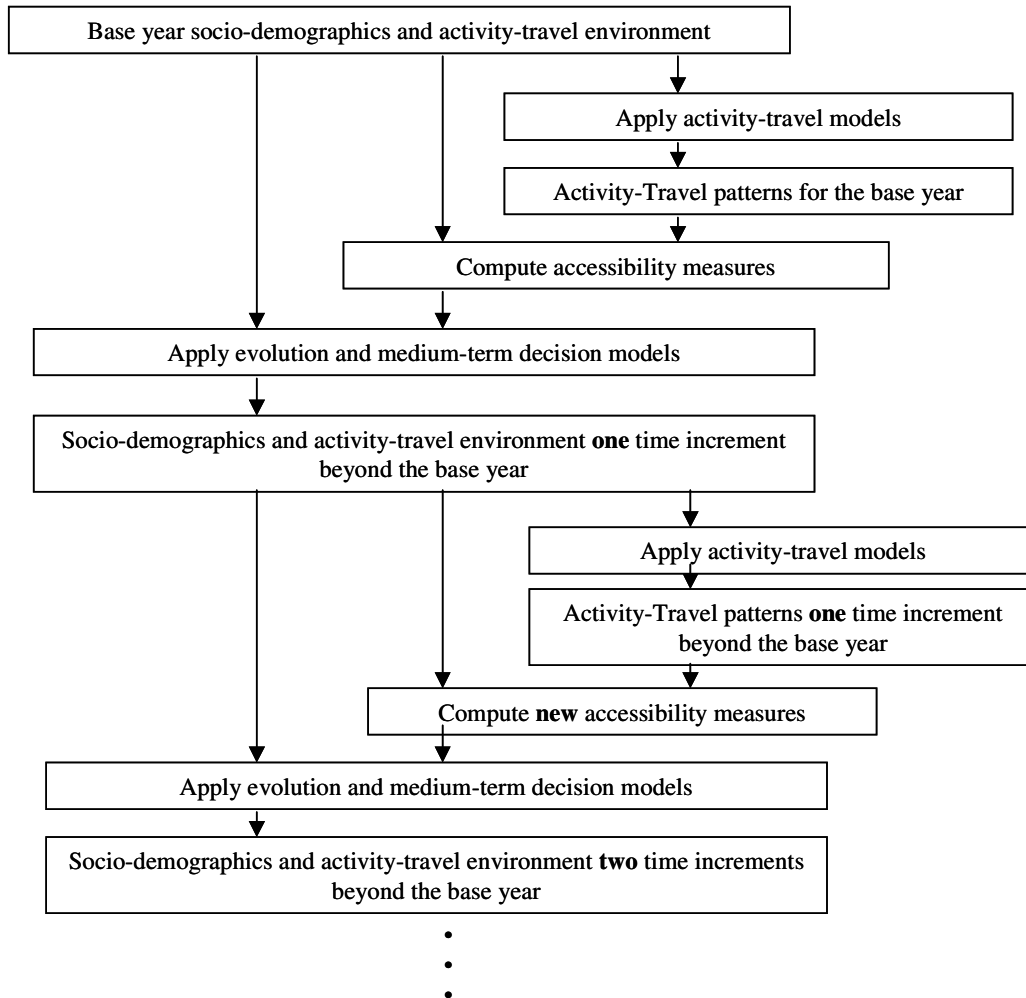 Base year socio-demographics and activity-travel environment
Apply activity-travel models
Activity-Travel patterns for the base year
Compute accessibility measures
Apply evolution and medium-term decision models
Socio-demographics and activity-travel environment one time increment
beyond the base year
Apply activity-travel models
Activity-Travel patterns one time increment
beyond the base year
Compute new accessibility measures
Apply evolution and medium-term decision models
Socio-demographics and activity-travel environment two time increments
beyond the base year